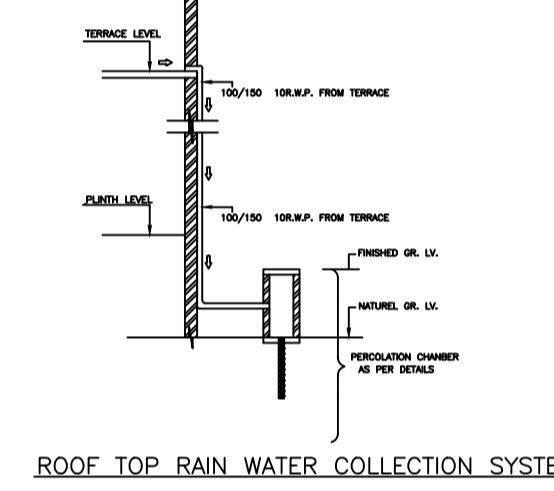 TERRACE LEVEL
100/150 10R.W.P. FROM TERRACE
PLINTH LEVEL
100/150 10R.W.P. FROM TERRACE
FINISHED GR. LV.
NATUREL GR. LV.
PERCOLATION CHANBER
AS PER DETAILS
ROOF TOP RAIN WATER COLLECTION SYSTE